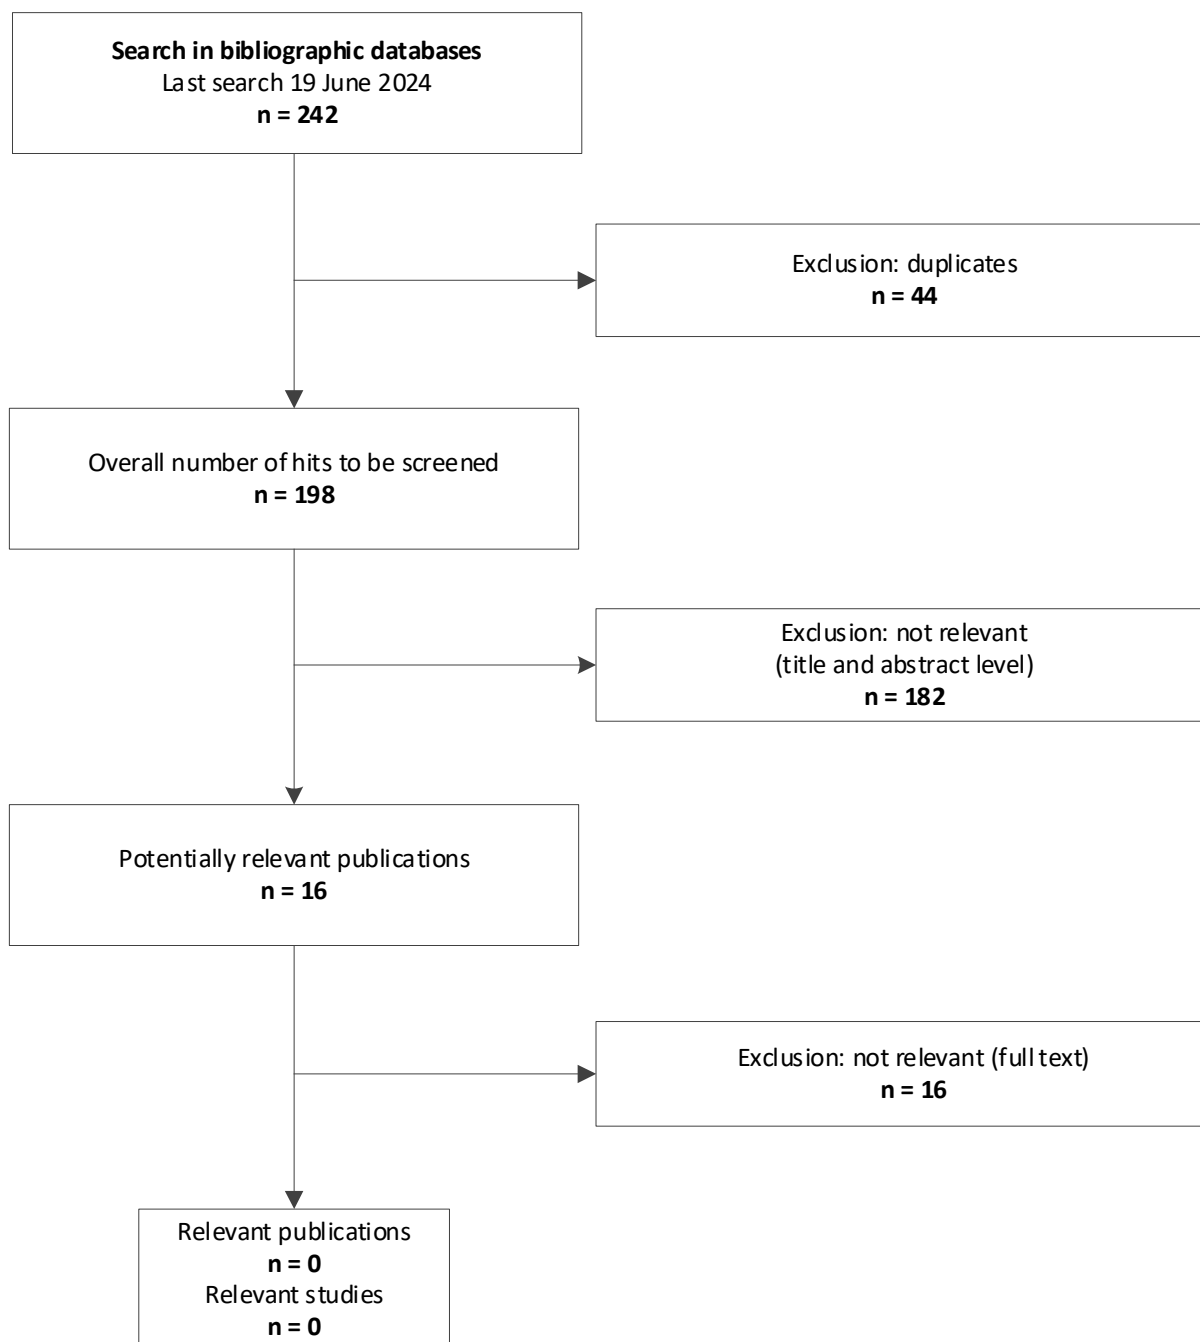 Search in bibliographic databases
Last search 19 June 2024
n = 242
Exclusion: duplicates
n = 44
Overall number of hits to be screened
n = 198
Exclusion: not relevant
(title and abstract level)
n = 182
Potentially relevant publications
n = 16
Exclusion: not relevant (full text)
n = 16
Relevant publications
n = 0
Relevant studies
n = 0